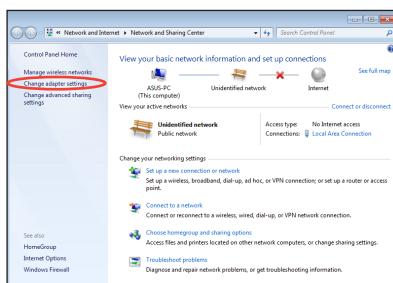 « Network and Internet ▸ Network and Sharing Center
Search Control Panel
Control Panel Home
Manage wireless networks
Change adapter settings
Change advanced sharing
settings
See also
HomeGroup
Internet Options
Windows Firewall
View your basic network information and set up connections
See full map
ASUS-PC
(This computer)
Unidentified network
Internet
View your active networks
Connect or disconnect
Unidentified network
Public network
Access type: No Internet access
Connections: Local Area Connection
Change your networking settings
Set up a new connection or network
Set up a wireless, broadband, dial-up, ad hoc, or VPN connection; or set up a router or access
point.
Connect to a network
Connect or reconnect to a wireless, wired, dial-up, or VPN network connection.
Choose homegroup and sharing options
Access files and printers located on other network computers, or change sharing settings.
Troubleshoot problems
Diagnose and repair network problems, or get troubleshooting information.